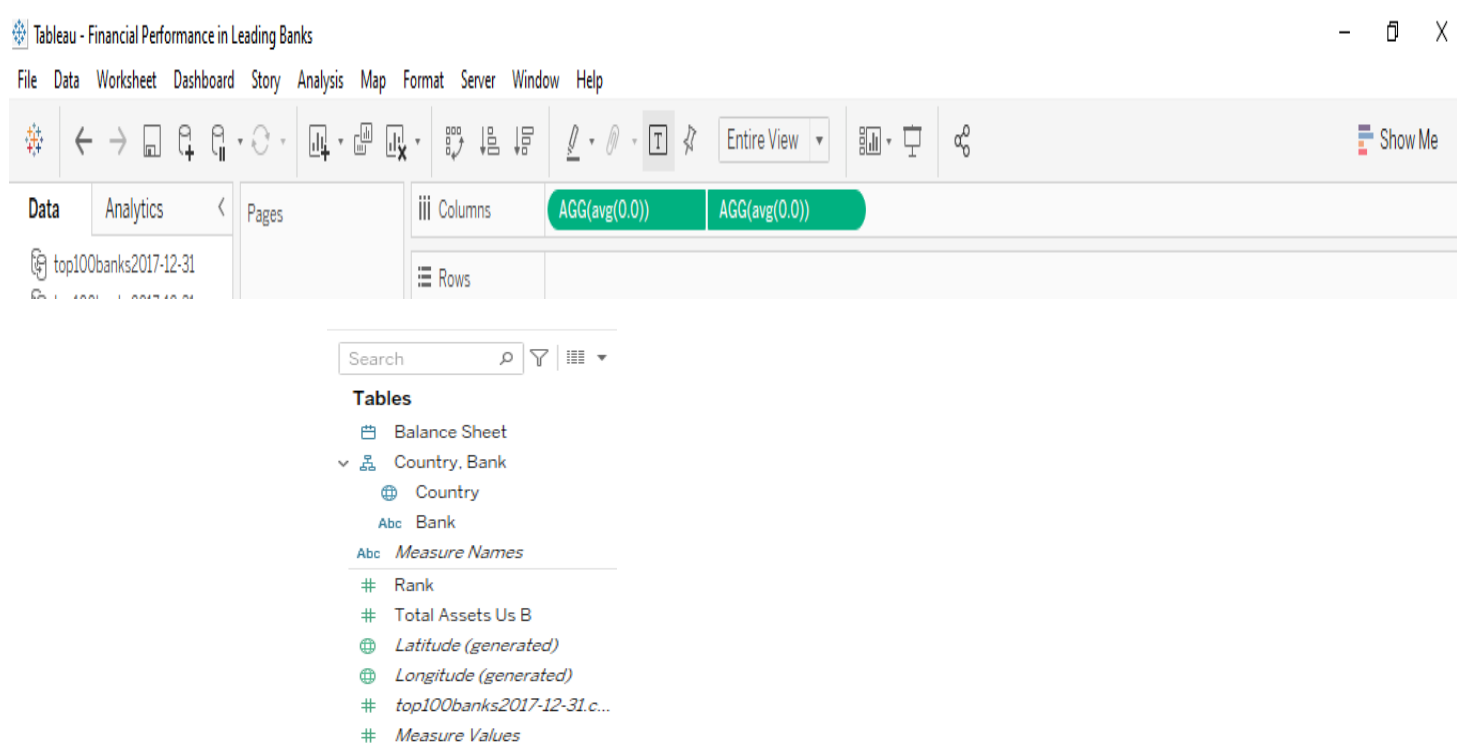 Tableau - Financial Performance in Leading Banks
File Data Worksheet Dashboard Story Analysis Map Format Server Window Help
Entire View
Show Me
Data Analytics
Pages
Columns AGG(avg(0.0)) AGG(avg(0.0))
top100banks2017-12-31
Rows
Search
Tables
Balance Sheet
Country, Bank
Country
Abc Bank
Abc Measure Names
# Rank
# Total Assets Us B
Latitude (generated)
Longitude (generated)
# top100banks2017-12-31.c...
# Measure Values